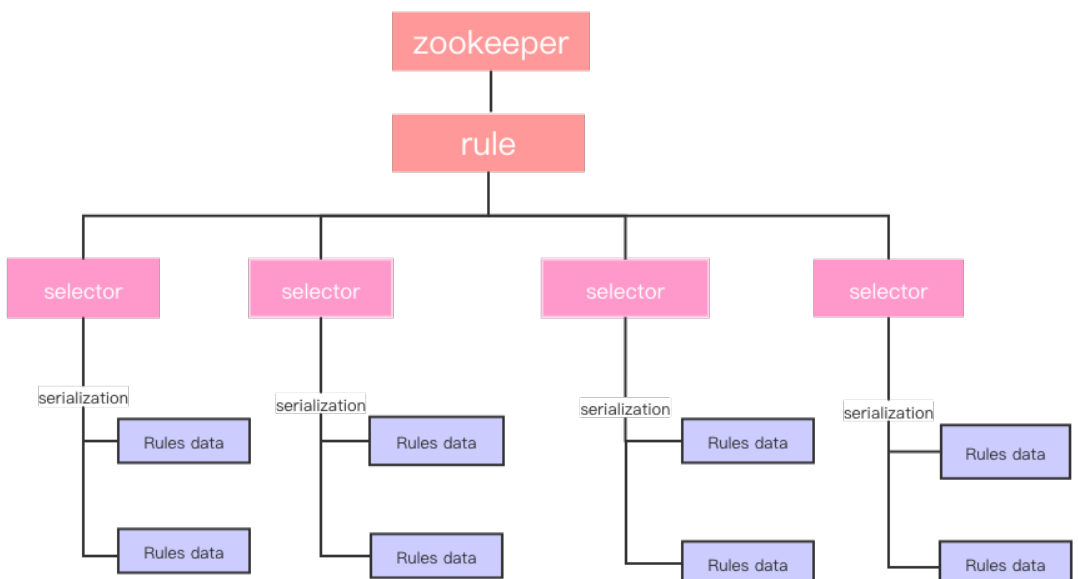 zookeeper
rule
selector
selector
selector
selector
serialization
serialization
serialization
serialization
Rules data
Rules data
Rules data
Rules data
Rules data
Rules data
Rules data
Rules data